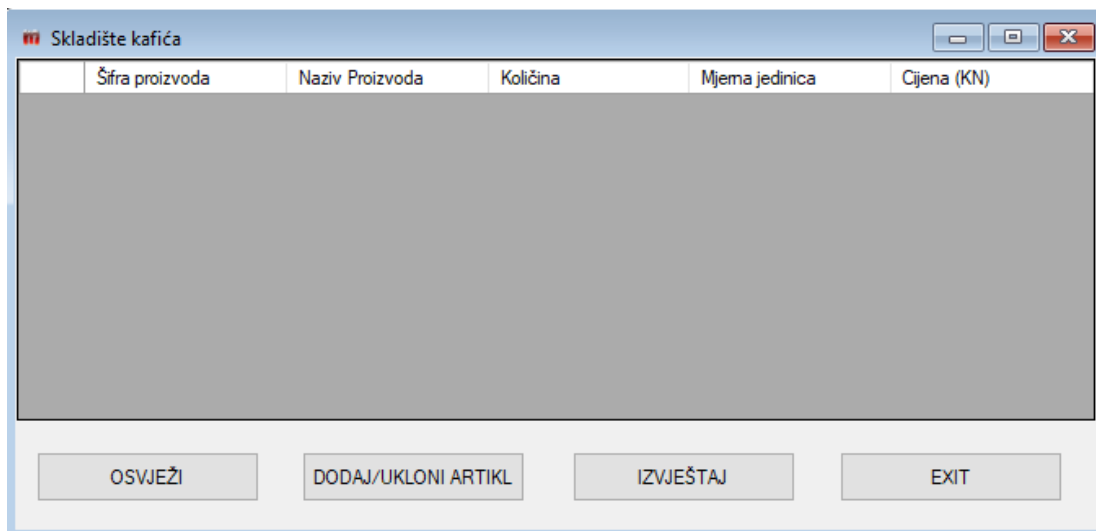 Skladište kafića
Šifra proizvoda Naziv Proizvoda Količina Mjerna jedinica Cijena (KN)
OSVJEŽI DODAJ/UKLONI ARTIKL IZVJEŠTAJ EXIT